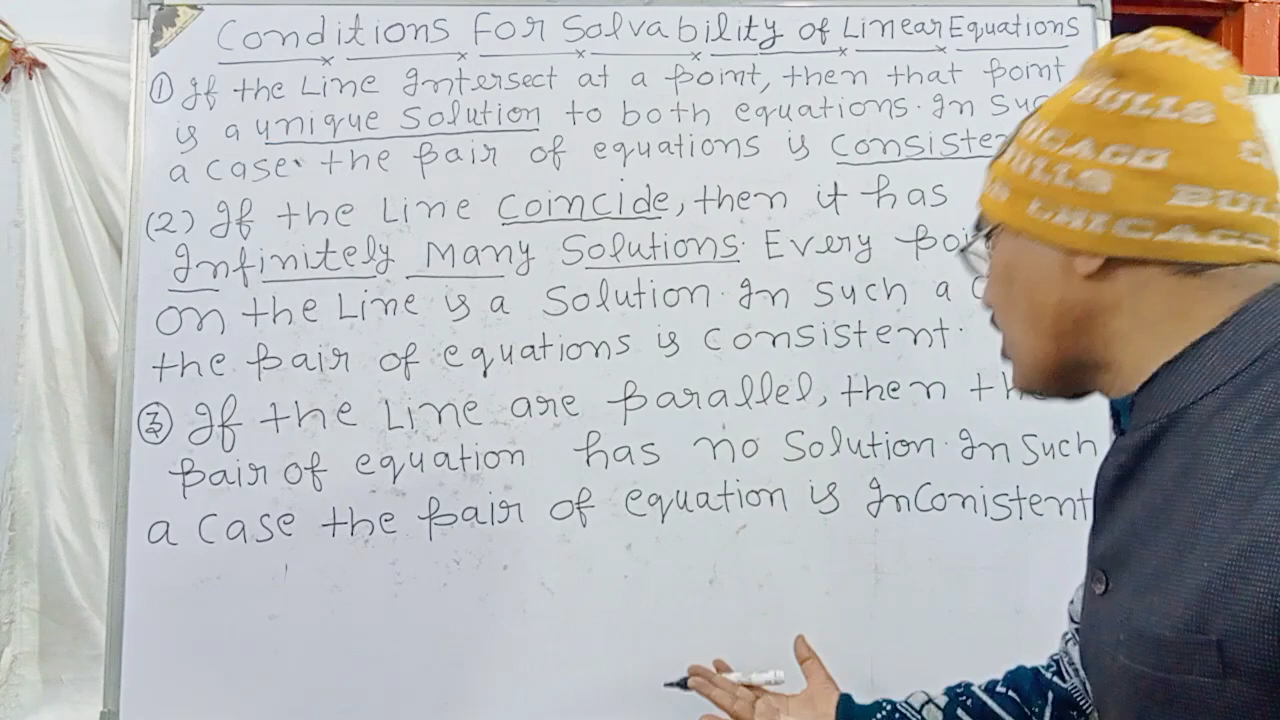 Conditions For Solvability of Linear Equations
① If the Line Intersect at a point, then that point
is a unique Solution to both equations. In Suc
a case the pair of equations is Consiste
(2) If the Line Coincide, then it has
Infinitely Many Solutions. Every poi
on the Line is a Solution. In Such a C
the pair of equations is Consistent.
③ If the Line are parallel, then th
pair of equation has no Solution. In Such
a Case the pair of equation is InConistent
BULLS
CHICAGO